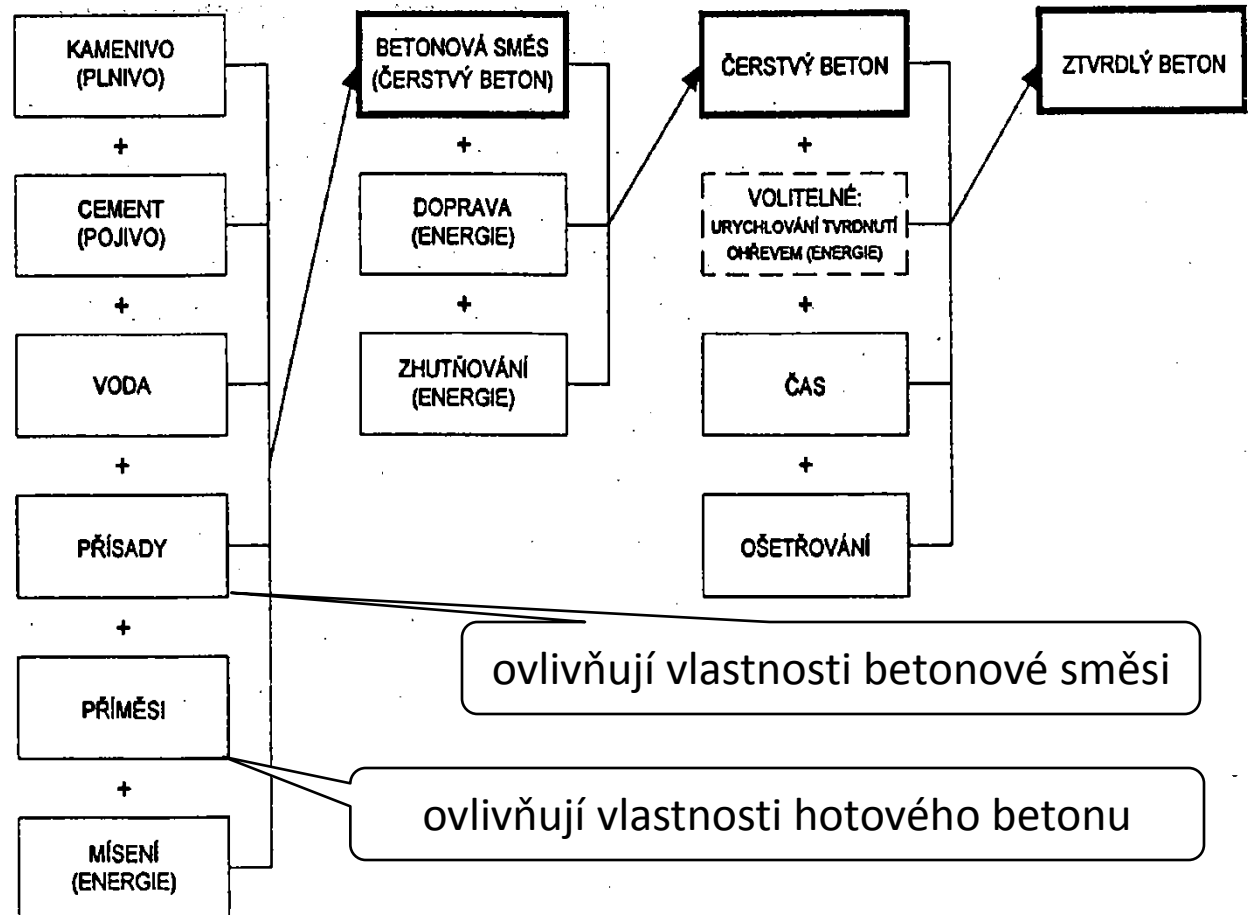 KAMENIVO
(PLNIVO)
+
CEMENT
(POJIVO)
+
VODA
+
PŘÍSADY
+
PŘÍMĚSI
+
MÍSENÍ
(ENERGIE)
BETONOVÁ SMĚS
(ČERSTVÝ BETON)
+
DOPRAVA
(ENERGIE)
+
ZHUTŇOVÁNÍ
(ENERGIE)
ČERSTVÝ BETON
+
VOLITELNÉ:
URYCHLOVÁNÍ TVRDNUTÍ
OHŘEVEM (ENERGIE)
+
ČAS
+
OŠETŘOVÁNÍ
ZTVRDLÝ BETON
ovlivňují vlastnosti betonové směsi
ovlivňují vlastnosti hotového betonu